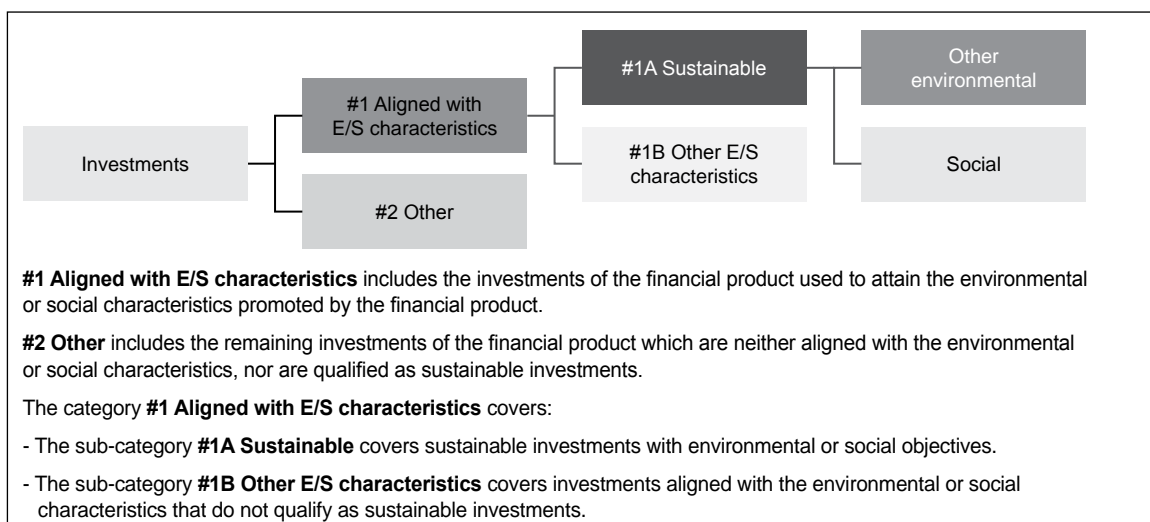 #1A Sustainable
Other
environmental
#1 Aligned with
E/S characteristics
Investments
#1B Other E/S
characteristics
Social
#2 Other
#1 Aligned with E/S characteristics includes the investments of the financial product used to attain the environmental
or social characteristics promoted by the financial product.
#2 Other includes the remaining investments of the financial product which are neither aligned with the environmental
or social characteristics, nor are qualified as sustainable investments.
The category #1 Aligned with E/S characteristics covers:
- The sub-category #1A Sustainable covers sustainable investments with environmental or social objectives.
- The sub-category #1B Other E/S characteristics covers investments aligned with the environmental or social
characteristics that do not qualify as sustainable investments.